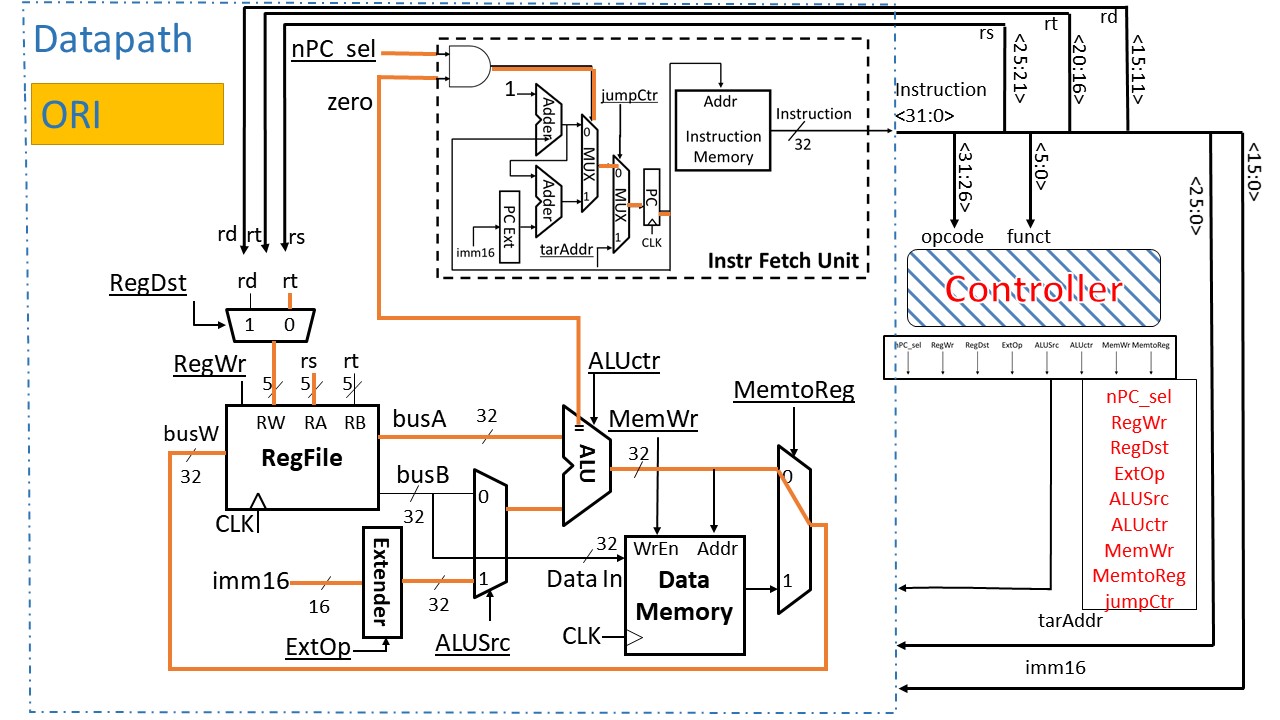 Datapath
ORI
nPC_sel
zero
1
Adder
jumpCtr
0
MUX
1
Adder
PC Ext
imm16
tarAddr
0
MUX
1
PC
CLK
Addr
Instruction
Memory
Instruction
32
Instr Fetch Unit
rs
rt
rd
<25:21>
<20:16>
<15:11>
Instruction
<31:0>
<31:26>
<5:0>
<25:0>
<15:0>
opcode
funct
Controller
nPC_sel RegWr RegDst ExtOp ALUSrc ALUctr MemWr MemtoReg
nPC_sel
RegWr
RegDst
ExtOp
ALUSrc
ALUctr
MemWr
MemtoReg
jumpCtr
tarAddr
imm16
rd rt rs
RegDst
rd rt
1 0
RegWr
rs rt
5 5 5
RW RA RB
RegFile
CLK
busW
32
busA
32
busB
32
imm16
16
Extender
ExtOp
32
0
1
ALUSrc
ALUctr
=
ALU
32
MemWr
MemtoReg
32
Data In
WrEn Addr
Data
Memory
CLK
0
1